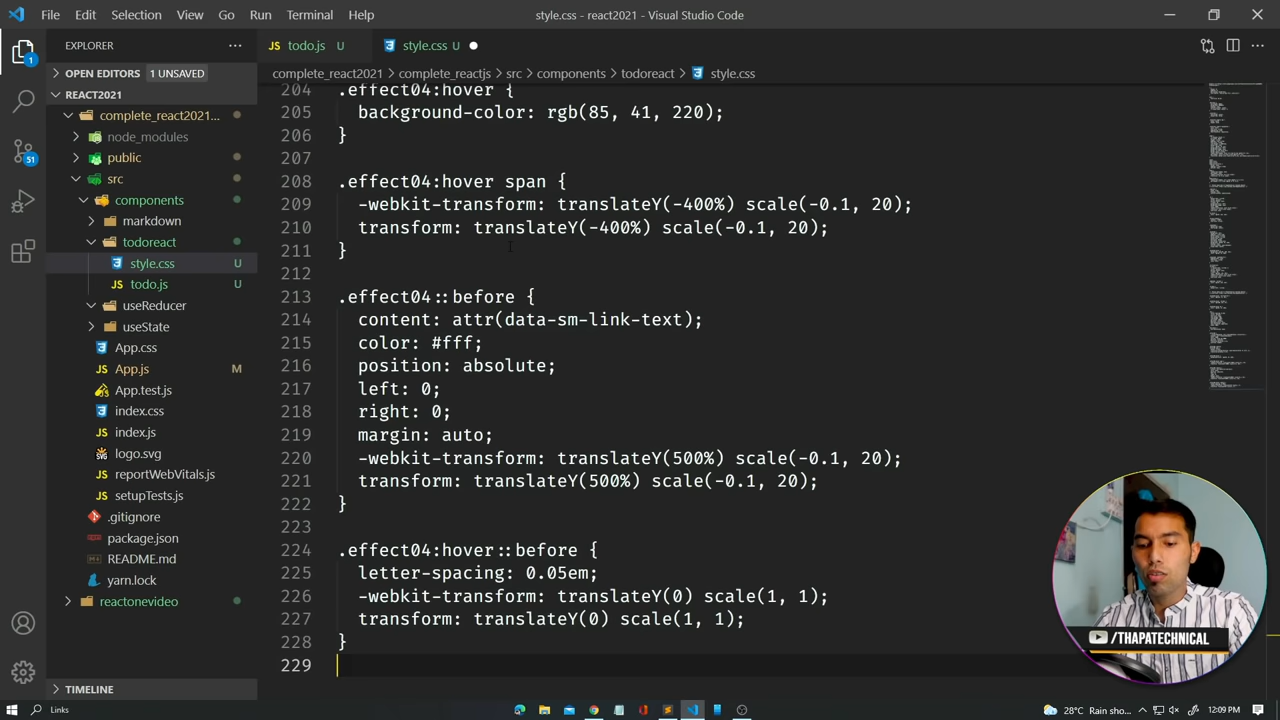 File Edit Selection View Go Run Terminal Help
style.css - react2021 - Visual Studio Code
EXPLORER
JS todo.js U
style.css U
OPEN EDITORS 1 UNSAVED
complete_react2021 > complete_reactjs > src > components > todoreact > style.css
REACT2021
complete_react2021...
node_modules
public
src
components
markdown
todoreact
style.css U
JS todo.js U
useReducer
useState
App.css
JS App.js M
App.test.js
index.css
JS index.js
logo.svg
JS reportWebVitals.js
JS setupTests.js
.gitignore
package.json
README.md
yarn.lock
reactonevideo
TIMELINE
1
51
204 .effect04:hover {
205 background-color: rgb(85, 41, 220);
206 }
207
208 .effect04:hover span {
209 -webkit-transform: translateY(-400%) scale(-0.1, 20);
210 transform: translateY(-400%) scale(-0.1, 20);
211 }
212
213 .effect04::before {
214 content: attr(data-sm-link-text);
215 color: #fff;
216 position: absolute;
217 left: 0;
218 right: 0;
219 margin: auto;
220 -webkit-transform: translateY(500%) scale(-0.1, 20);
221 transform: translateY(500%) scale(-0.1, 20);
222 }
223
224 .effect04:hover::before {
225 letter-spacing: 0.05em;
226 -webkit-transform: translateY(0) scale(1, 1);
227 transform: translateY(0) scale(1, 1);
228 }
229
/THAPATECHNICAL
Links
28°C Rain sho...
12:09 PM